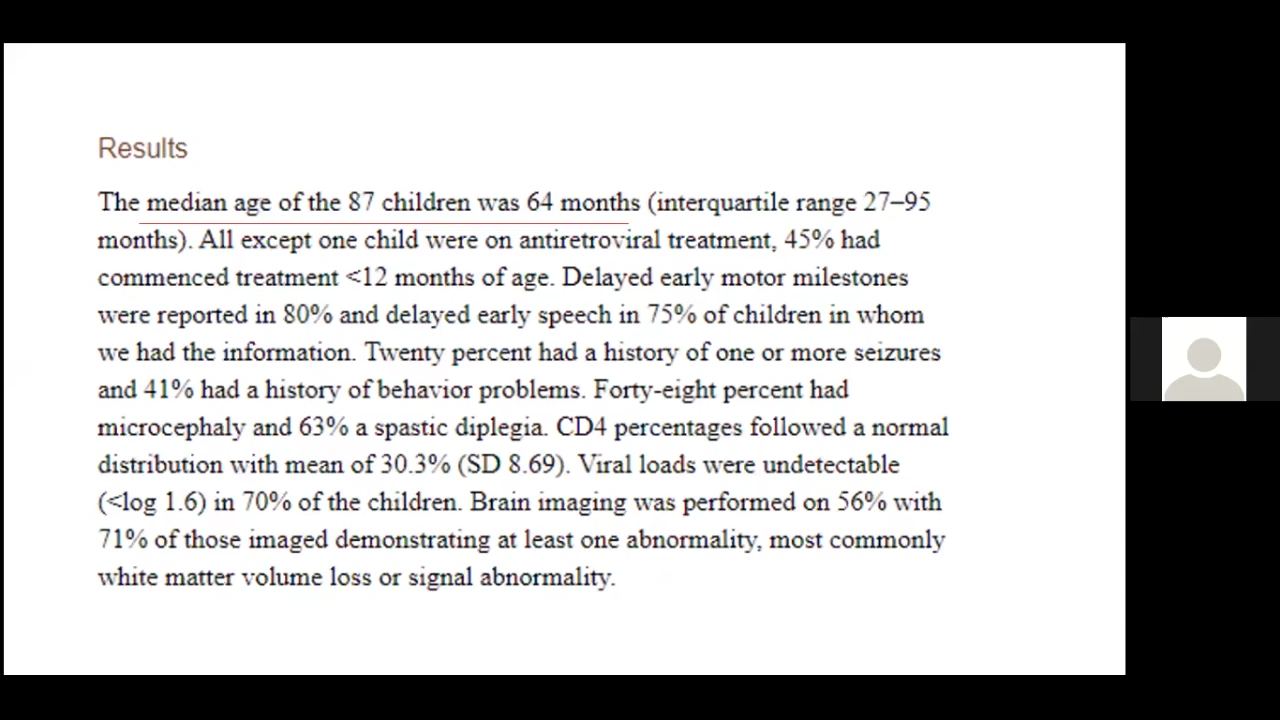 Results
The median age of the 87 children was 64 months (interquartile range 27–95
months). All except one child were on antiretroviral treatment, 45% had
commenced treatment <12 months of age. Delayed early motor milestones
were reported in 80% and delayed early speech in 75% of children in whom
we had the information. Twenty percent had a history of one or more seizures
and 41% had a history of behavior problems. Forty-eight percent had
microcephaly and 63% a spastic diplegia. CD4 percentages followed a normal
distribution with mean of 30.3% (SD 8.69). Viral loads were undetectable
(<log 1.6) in 70% of the children. Brain imaging was performed on 56% with
71% of those imaged demonstrating at least one abnormality, most commonly
white matter volume loss or signal abnormality.